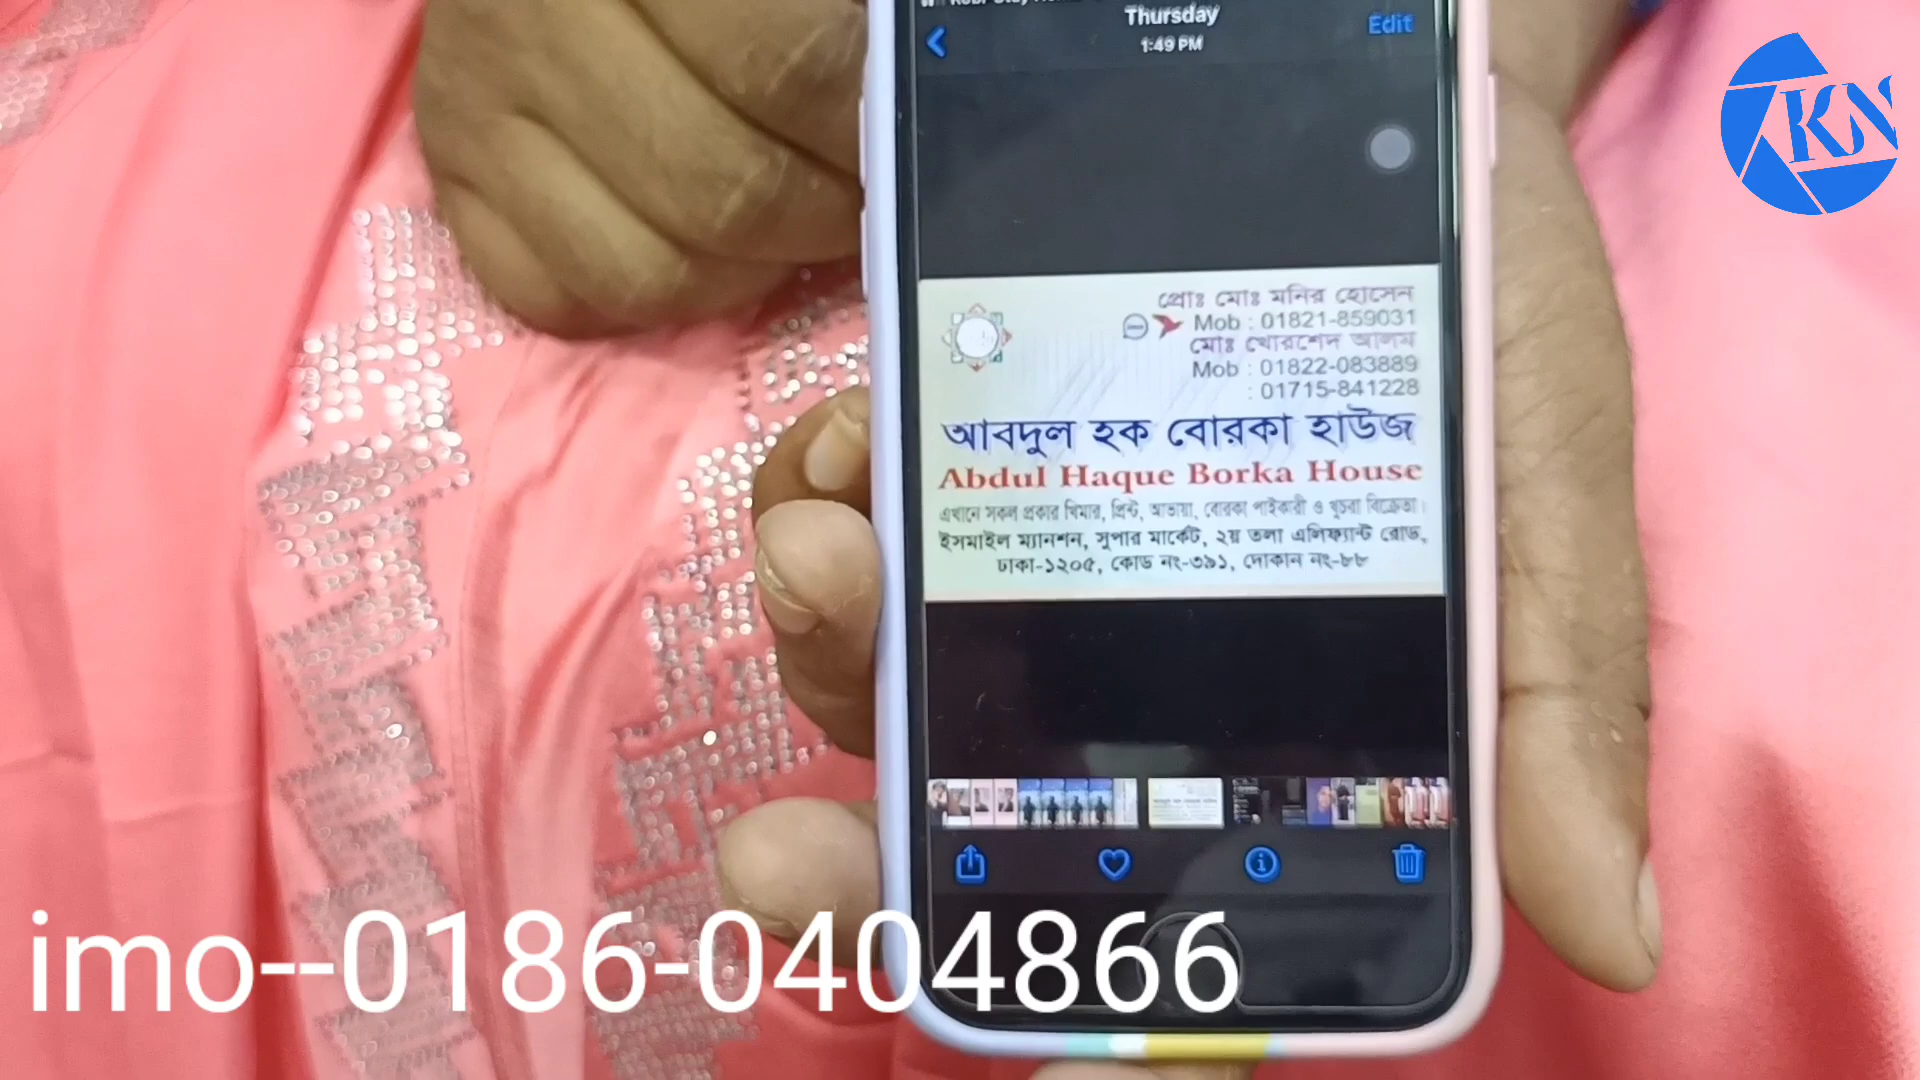 Thursday
Edit
1:49 PM
KN
প্রোঃ মোঃ মনির হোসেন
Mob : 01821-859031
মোঃ খোরশেদ আলম
Mob : 01822-083889
: 01715-841228
আবদুল হক বোরকা হাউজ
Abdul Haque Borka House
এখানে সকল প্রকার খিমার, প্রিন্ট, আবায়া, বোরকা পাইকারী ও খুচরা বিক্রেতা।
ইসমাইল ম্যানশন, সুপার মার্কেট, ২য় তলা এলিফ্যান্ট রোড,
ঢাকা-১২০৫, কোড নং-৩৯১, দোকান নং-৮৮
imo--0186-0404866